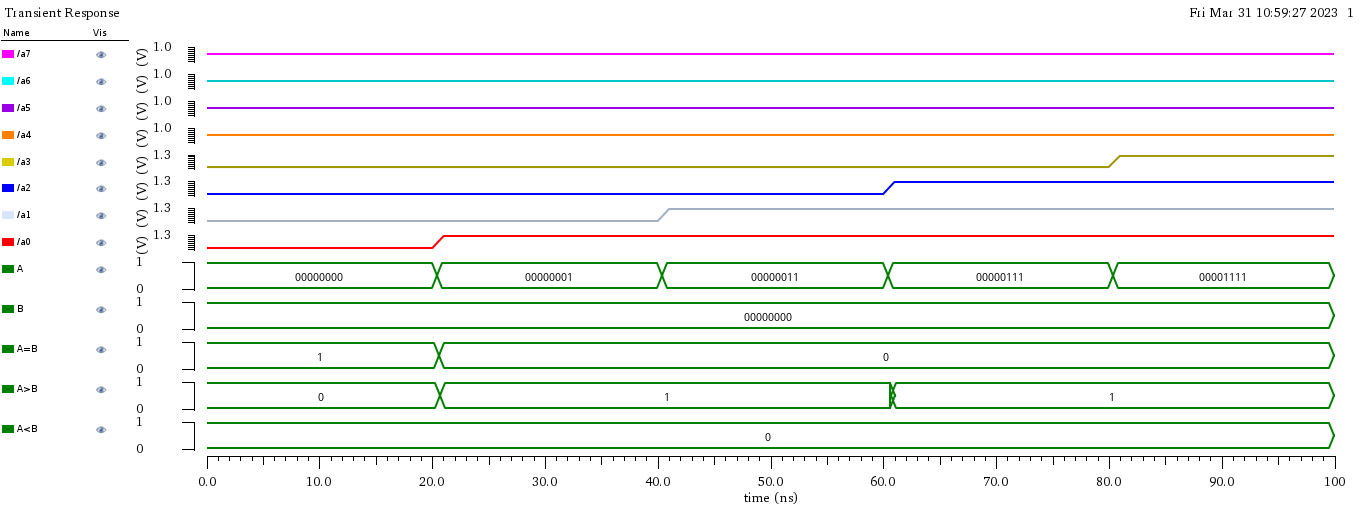 Transient Response Fri Mar 31 10:59:27 2023 1
Name Vis
/a7 (V) 1.0
/a6 (V) 1.0
/a5 (V) 1.0
/a4 (V) 1.0
/a3 (V) 1.3
/a2 (V) 1.3
/a1 (V) 1.3
/a0 (V) 1.3
A 1 0 00000000 00000001 00000011 00000111 00001111
B 1 0 00000000
A=B 1 0 1 0
A>B 1 0 0 1 1
A<B 1 0 0
0.0 10.0 20.0 30.0 40.0 50.0 60.0 70.0 80.0 90.0 100
time (ns)